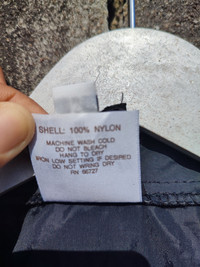 SHELL: 100% NYLON
MACHINE WASH COLD
DO NOT BLEACH
HANG TO DRY
IRON LOW SETTING IF DESIRED
DO NOT WRING DRY
RN 66727